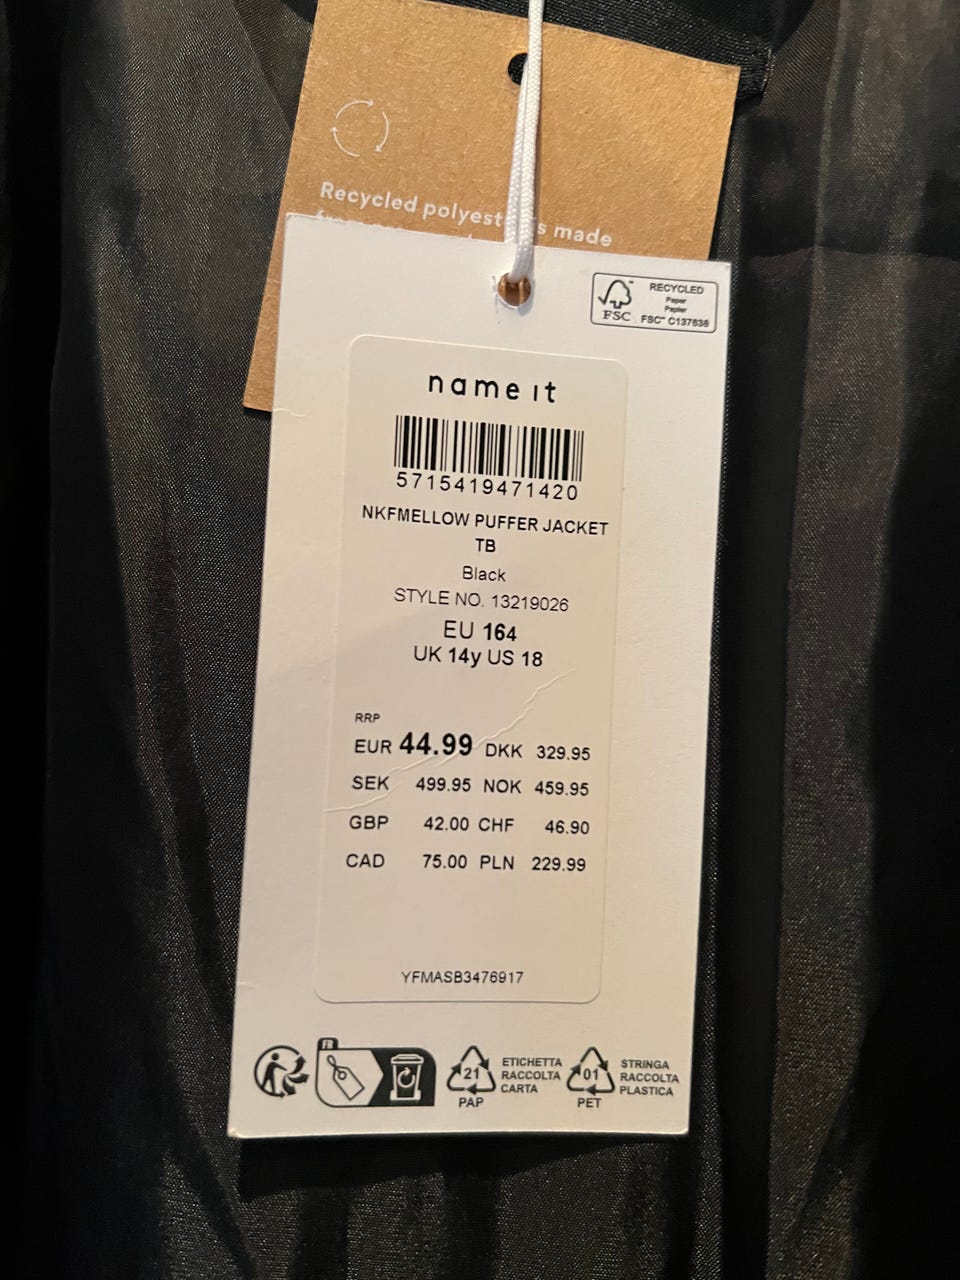 Recycled polyest s made
RECYCLED
Paper
Papier
FSC™ C137636
FSC
name it
5715419471420
NKFMELLOW PUFFER JACKET
TB
Black
STYLE NO. 13219026
EU 164
UK 14y US 18
RRP
EUR 44.99 DKK 329.95
SEK 499.95 NOK 459.95
GBP 42.00 CHF 46.90
CAD 75.00 PLN 229.99
YFMASB3476917
FR
21
PAP
ETICHETTA
RACCOLTA
CARTA
01
PET
STRINGA
RACCOLTA
PLASTICA